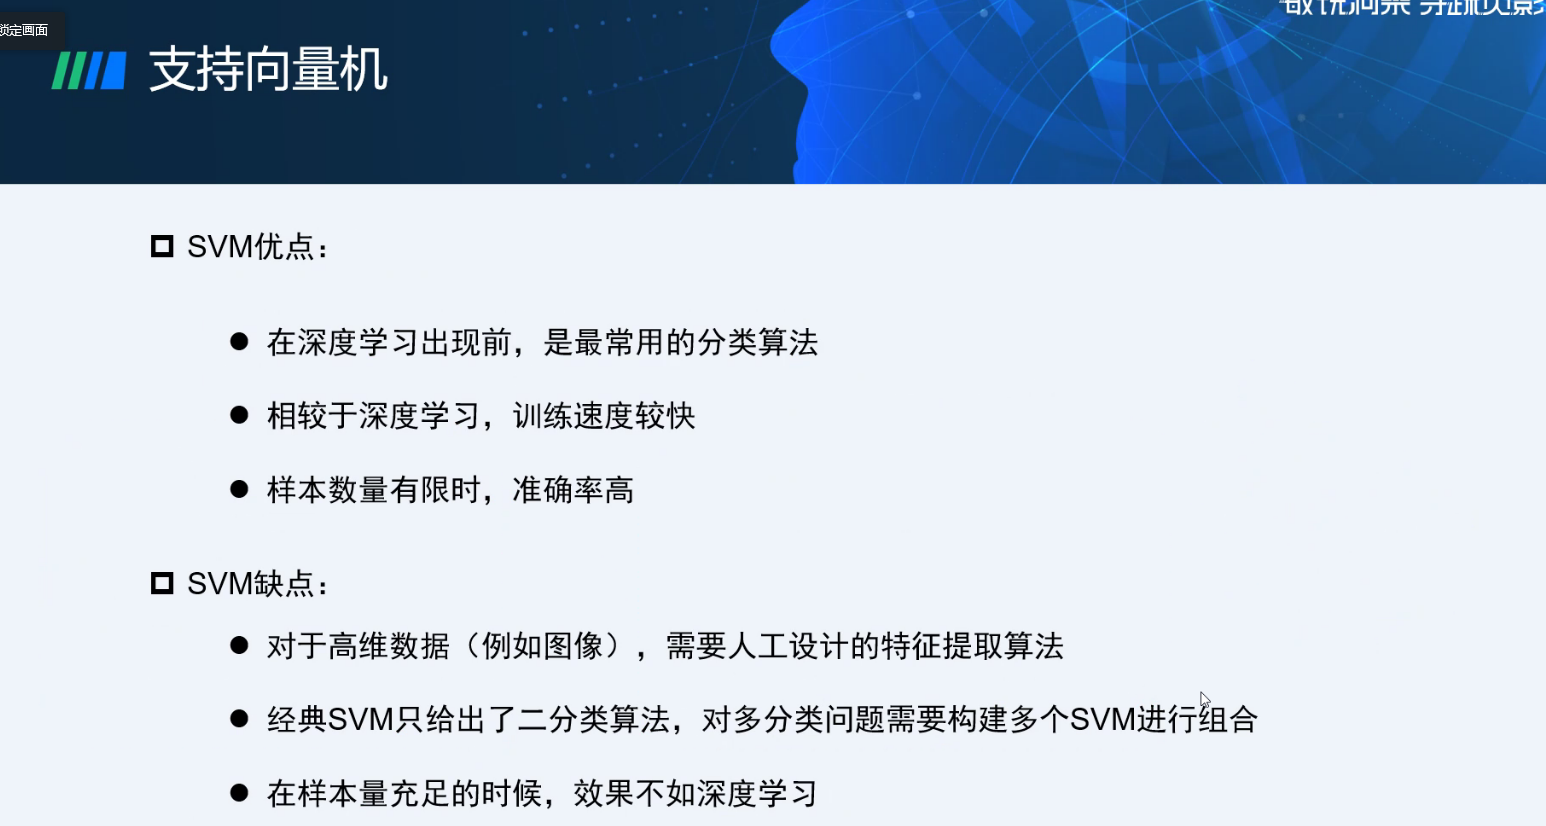 锁定画面
支持向量机
SVM优点：
在深度学习出现前，是最常用的分类算法
相较于深度学习，训练速度较快
样本数量有限时，准确率高
SVM缺点：
对于高维数据（例如图像），需要人工设计的特征提取算法
经典SVM只给出了二分类算法，对多分类问题需要构建多个SVM进行组合
在样本量充足的时候，效果不如深度学习